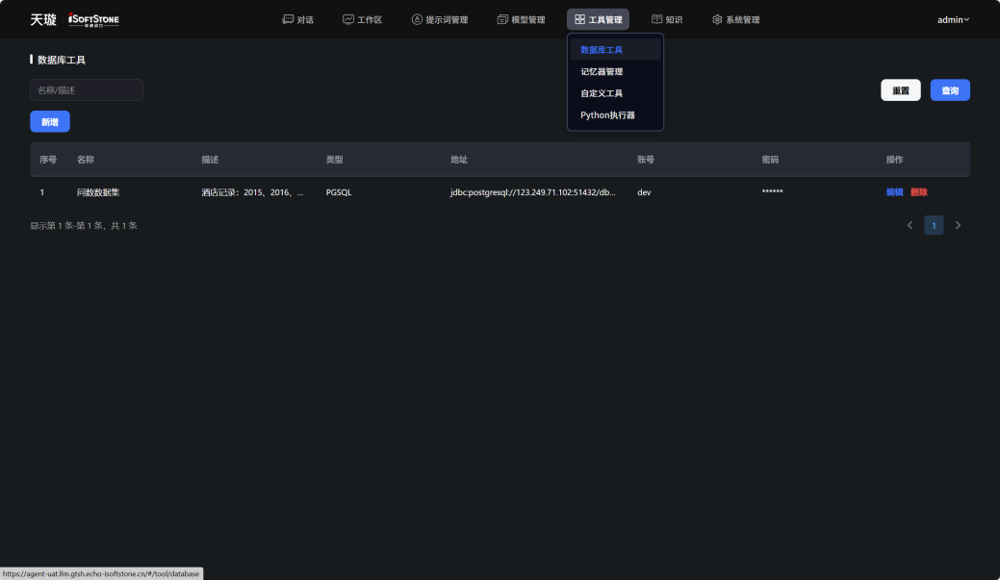 天璇 iSOFTSTONE 对话 工作区 提示词管理 模型管理 工具管理 知识 系统管理 admin
数据库工具
记忆器管理
自定义工具
Python执行器
数据库工具
名称/描述 重置 查询
新增
序号 名称 描述 类型 地址 账号 密码 操作
1 问数数据集 酒店记录：2015、2016、... PGSQL jdbc:postgresql://123.249.71.102:51432/db... dev ****** 编辑 删除
显示第 1 条-第 1 条，共 1 条 1
https://agent-uat.llm.gtsh.echo-isoftstone.cn/#/tool/database